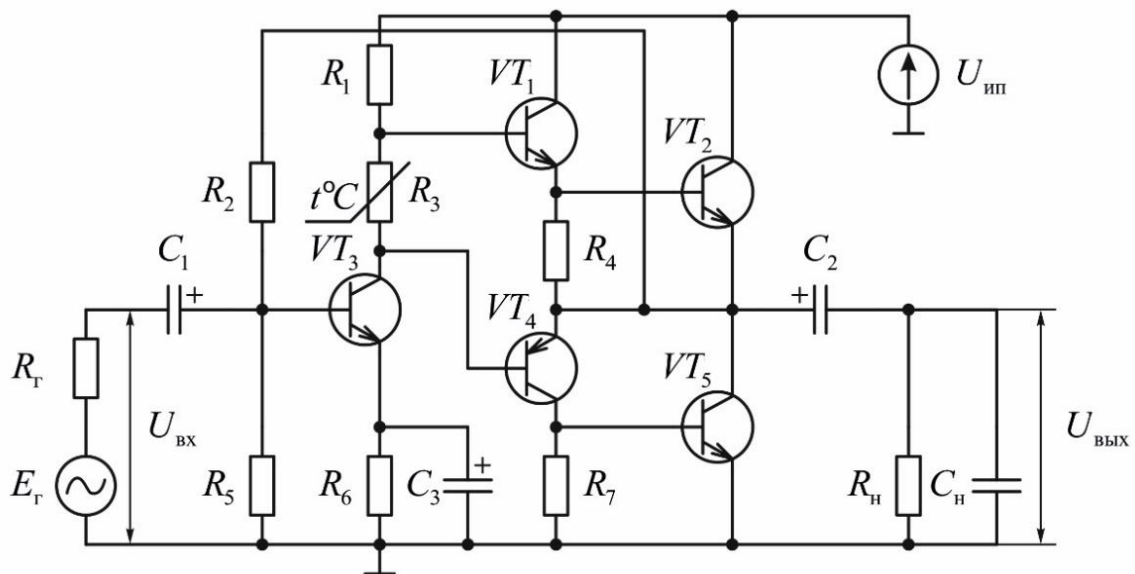 R₁
VT₁
Uип
VT₂
R₂
t°C
R₃
C₁
+
VT₃
R₄
VT₄
+
C₂
Rг
Uвх
VT₅
Uвых
Eг
R₅
R₆
C₃
+
R₇
Rн
Cн